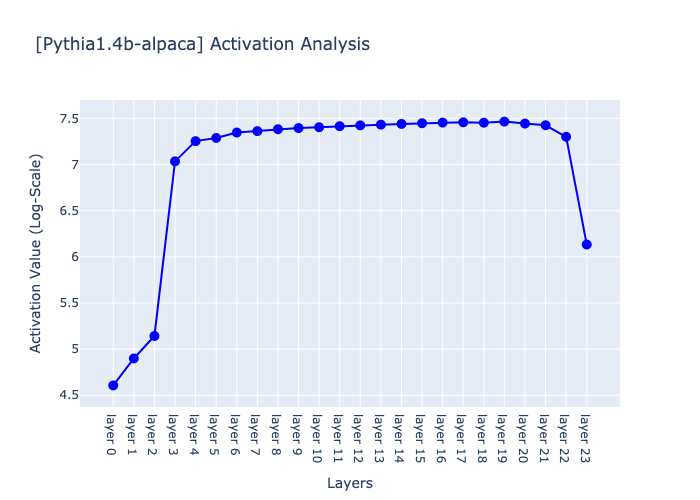 [Pythia1.4b-alpaca] Activation Analysis
7.5
7
6.5
6
5.5
5
4.5
Activation Value (Log-Scale)
layer 0
layer 1
layer 2
layer 3
layer 4
layer 5
layer 6
layer 7
layer 8
layer 9
layer 10
layer 11
layer 12
layer 13
layer 14
layer 15
layer 16
layer 17
layer 18
layer 19
layer 20
layer 21
layer 22
layer 23
Layers